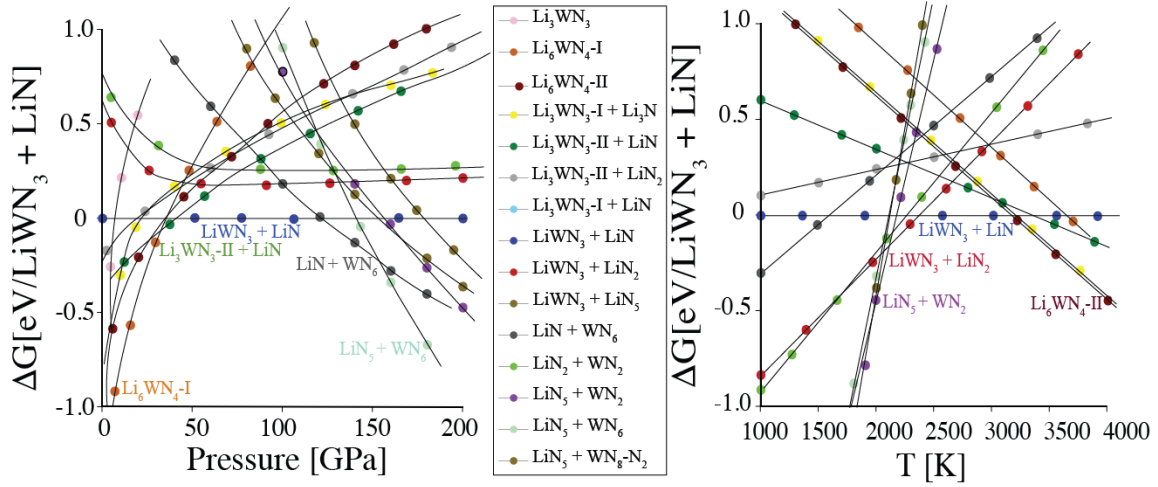 ΔG[eV/LiWN₃ + LiN]
1.0
0.5
0
-0.5
-1.0
LiWN₃ + LiN
Li₃WN₃-II + LiN
LiN + WN₆
LiN₅ + WN₆
Li₆WN₄-I
0 50 100 150 200
Pressure [GPa]
Li₃WN₃
Li₆WN₄-I
Li₆WN₄-II
Li₃WN₃-I + Li₃N
Li₃WN₃-II + LiN
Li₃WN₃-II + LiN₂
Li₃WN₃-I + LiN
LiWN₃ + LiN
LiWN₃ + LiN₂
LiWN₃ + LiN₅
LiN + WN₆
LiN₂ + WN₂
LiN₅ + WN₂
LiN₅ + WN₆
LiN₅ + WN₈-N₂
ΔG[eV/LiWN₃ + LiN]
1.0
0.5
0
-0.5
-1.0
LiWN₃ + LiN
LiWN₃ + LiN₂
LiN₅ + WN₂
Li₆WN₄-II
1000 1500 2000 2500 3000 3500 4000
T [K]